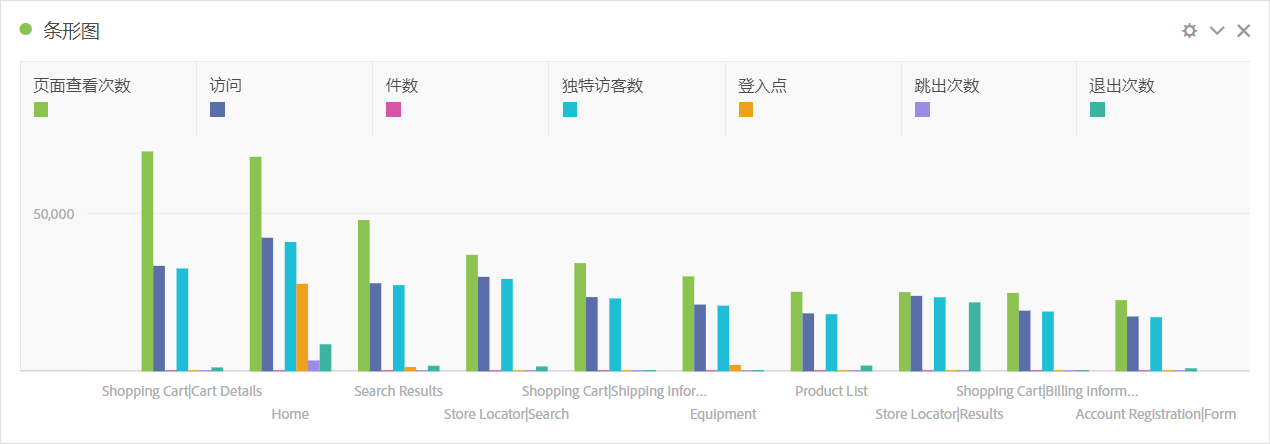 条形图
页面查看次数 访问 件数 独特访客数 登入点 跳出次数 退出次数
50,000
Shopping Cart|Cart Details Search Results Shopping Cart|Shipping Infor... Product List Shopping Cart|Billing Inform...
Home Store Locator|Search Equipment Store Locator|Results Account Registration|Form